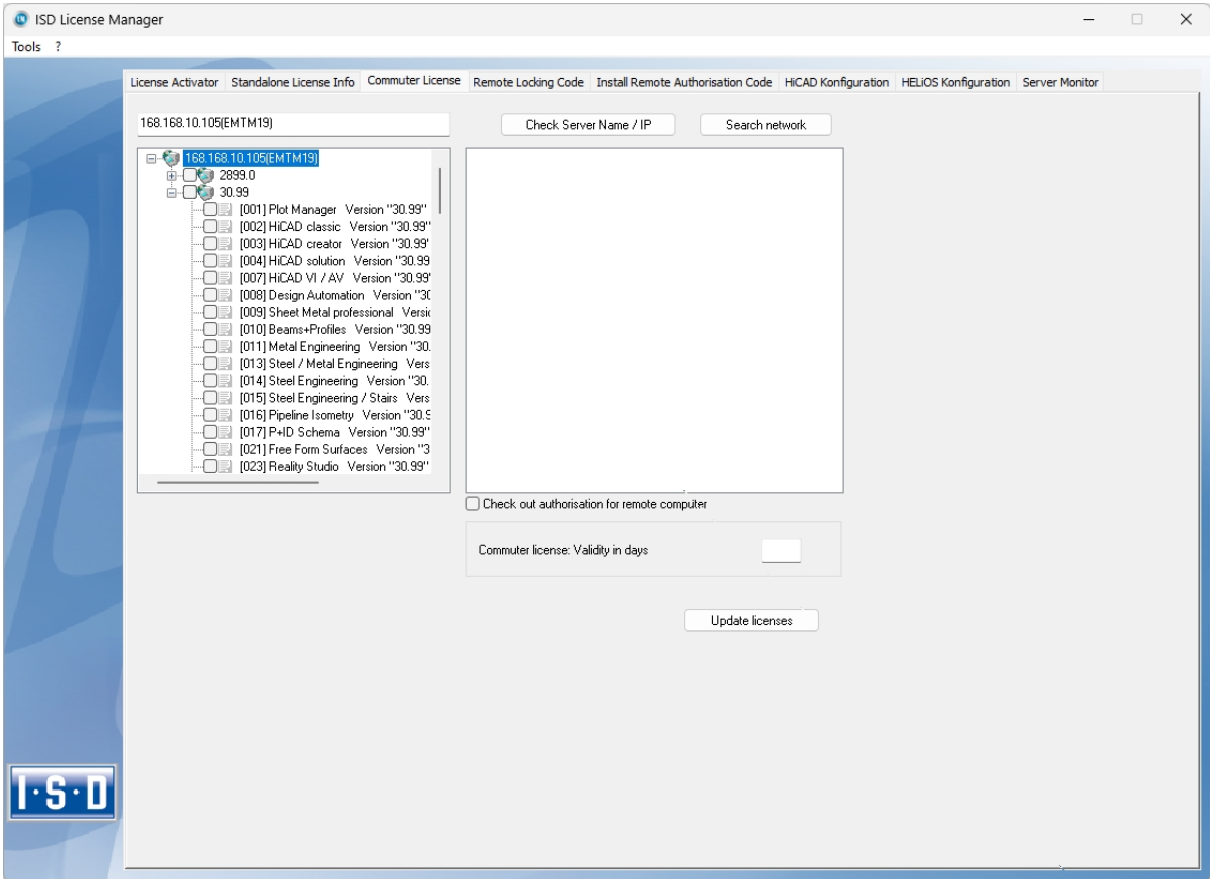 ISD License Manager
Tools ?
License Activator Standalone License Info Commuter License Remote Locking Code Install Remote Authorisation Code HiCAD Konfiguration HELiOS Konfiguration Server Monitor
168.168.10.105(EMTM19) Check Server Name / IP Search network
168.168.10.105(EMTM19)
2899.0
30.99
[001] Plot Manager Version "30.99"
[002] HiCAD classic Version "30.99"
[003] HiCAD creator Version "30.99'
[004] HiCAD solution Version "30.99
[007] HiCAD VI / AV Version "30.99'
[008] Design Automation Version "30
[009] Sheet Metal professional Versio
[010] Beams+Profiles Version "30.99
[011] Metal Engineering Version "30.
[013] Steel / Metal Engineering Vers
[014] Steel Engineering Version "30.
[015] Steel Engineering / Stairs Vers
[016] Pipeline Isometry Version "30.9
[017] P+ID Schema Version "30.99"
[021] Free Form Surfaces Version "3
[023] Reality Studio Version "30.99"
Check out authorisation for remote computer
Commuter license: Validity in days
Update licenses
I·S·D